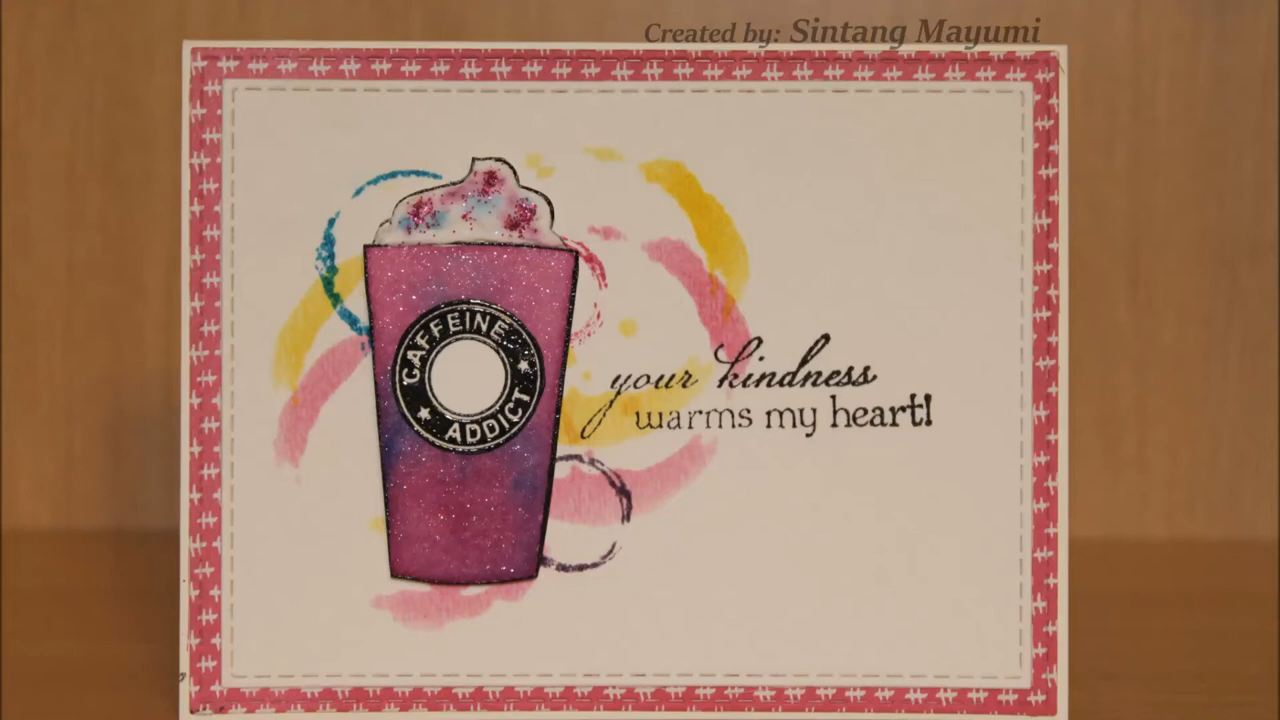 Created by: Sintang Mayumi
CAFFEINE
ADDICT
your kindness
warms my heart!